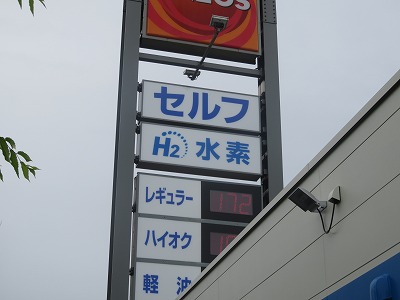 セルフ
H2 水素
レギュラー 172
ハイオク
軽油